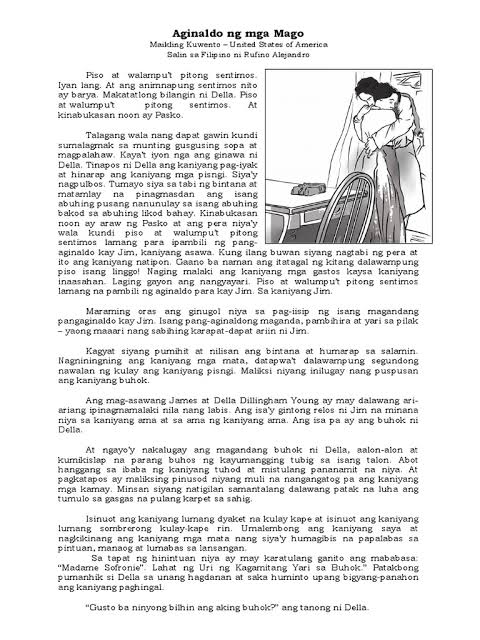 Aginaldo ng mga Mago
Maikling Kuwento – United States of America
Salin sa Filipino ni Rufino Alejandro
Piso at walampu't pitong sentimos.
Iyan lang. At ang animnapung sentimos nito
ay barya. Makatatlong bilangin ni Della. Piso
at walumpu't pitong sentimos. At
kinabukasan noon ay Pasko.
Talagang wala nang dapat gawin kundi
sumalagmak sa munting gusgusing sopa at
magpalahaw. Kaya't iyon nga ang ginawa ni
Della. Tinapos ni Della ang kaniyang pag-iyak
at hinarap ang kaniyang mga pisngi. Siya'y
nagpulbos. Tumayo siya sa tabi ng bintana at
matamlay na pinagmasdan ang isang
abuhing pusang nanunulay sa isang abuhing
bakod sa abuhing likod bahay. Kinabukasan
noon ay araw ng Pasko at ang pera niya'y
wala kundi piso at walumpu't pitong
sentimos lamang para ipambili ng pang-
aginaldo kay Jim, kaniyang asawa. Kung ilang buwan siyang nagtabi ng pera at
ito ang kaniyang natipon. Gaano ba naman ang itatagal ng kitang dalawampung
piso isang linggo! Naging malaki ang kaniyang mga gastos kaysa kaniyang
inaasahan. Laging gayon ang nangyayari. Piso at walumpu't pitong sentimos
lamang na pambili ng aginaldo para kay Jim. Sa kaniyang Jim.
Maraming oras ang ginugol niya sa pag-iisip ng isang magandang
pangaginaldo kay Jim. Isang pang-aginaldong maganda, pambihira at yari sa pilak
– yaong maaari nang sabihing karapat-dapat ariin ni Jim.
Kagyat siyang pumihit at nilisan ang bintana at humarap sa salamin.
Nagniningning ang kaniyang mga mata, datapwa't dalawampung segundong
nawalan ng kulay ang kaniyang pisngi. Maliksi niyang inilugay nang puspusan
ang kaniyang buhok.
Ang mag-asawang James at Della Dillingham Young ay may dalawang ari-
ariang ipinagmamalaki nila nang labis. Ang isa'y gintong relos ni Jim na minana
niya sa kaniyang ama at sa ama ng kaniyang ama. Ang isa pa ay ang buhok ni
Della.
At ngayo'y nakalugay ang magandang buhok ni Della, aalon-alon at
kumikislap na parang buhos ng kayumangging tubig sa isang talon. Abot
hanggang sa ibaba ng kaniyang tuhod at mistulang pananamit na niya. At
pagkatapos ay maliksing pinusod niyang muli na nangangatog pa ang kaniyang
mga kamay. Minsan siyang natigilan samantalang dalawang patak na luha ang
tumulo sa gasgas na pulang karpet sa sahig.
Isinuot ang kaniyang lumang dyaket na kulay kape at isinuot ang kaniyang
lumang sombrerong kulay-kape rin. Umalembong ang kaniyang saya at
nagkikinang ang kaniyang mga mata nang siya'y humagibis na papalabas sa
pintuan, manaog at lumabas sa lansangan.
Sa tapat ng hinintuan niya ay may karatulang ganito ang mababasa:
"Madame Sofronie". Lahat ng Uri ng Kagamitang Yari sa Buhok." Patakbong
pumanhik si Della sa unang hagdanan at saka huminto upang bigyang-panahon
ang kaniyang paghingal.
"Gusto ba ninyong bilhin ang aking buhok?" ang tanong ni Della.